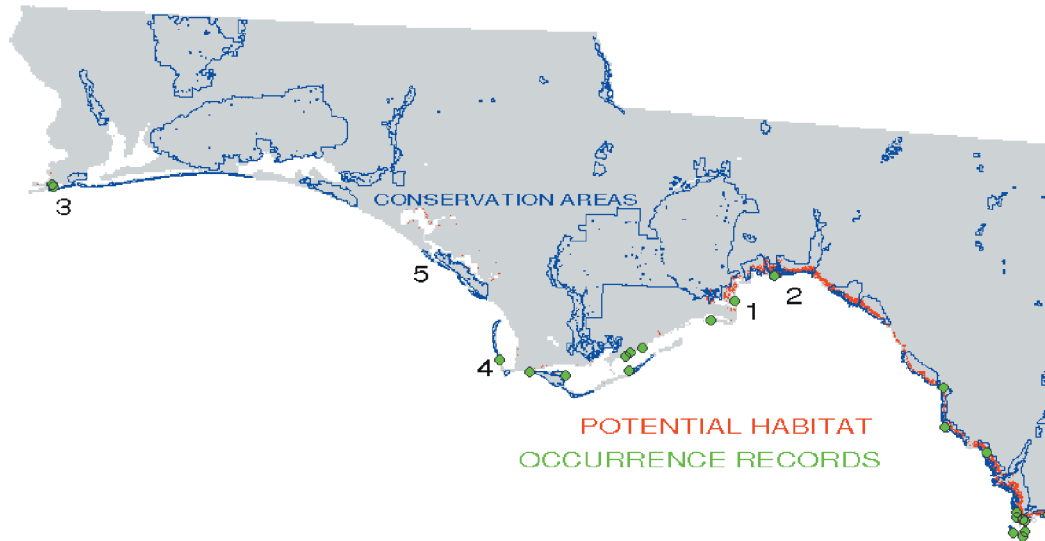 CONSERVATION AREAS
3
5
1
2
4
POTENTIAL HABITAT
OCCURRENCE RECORDS